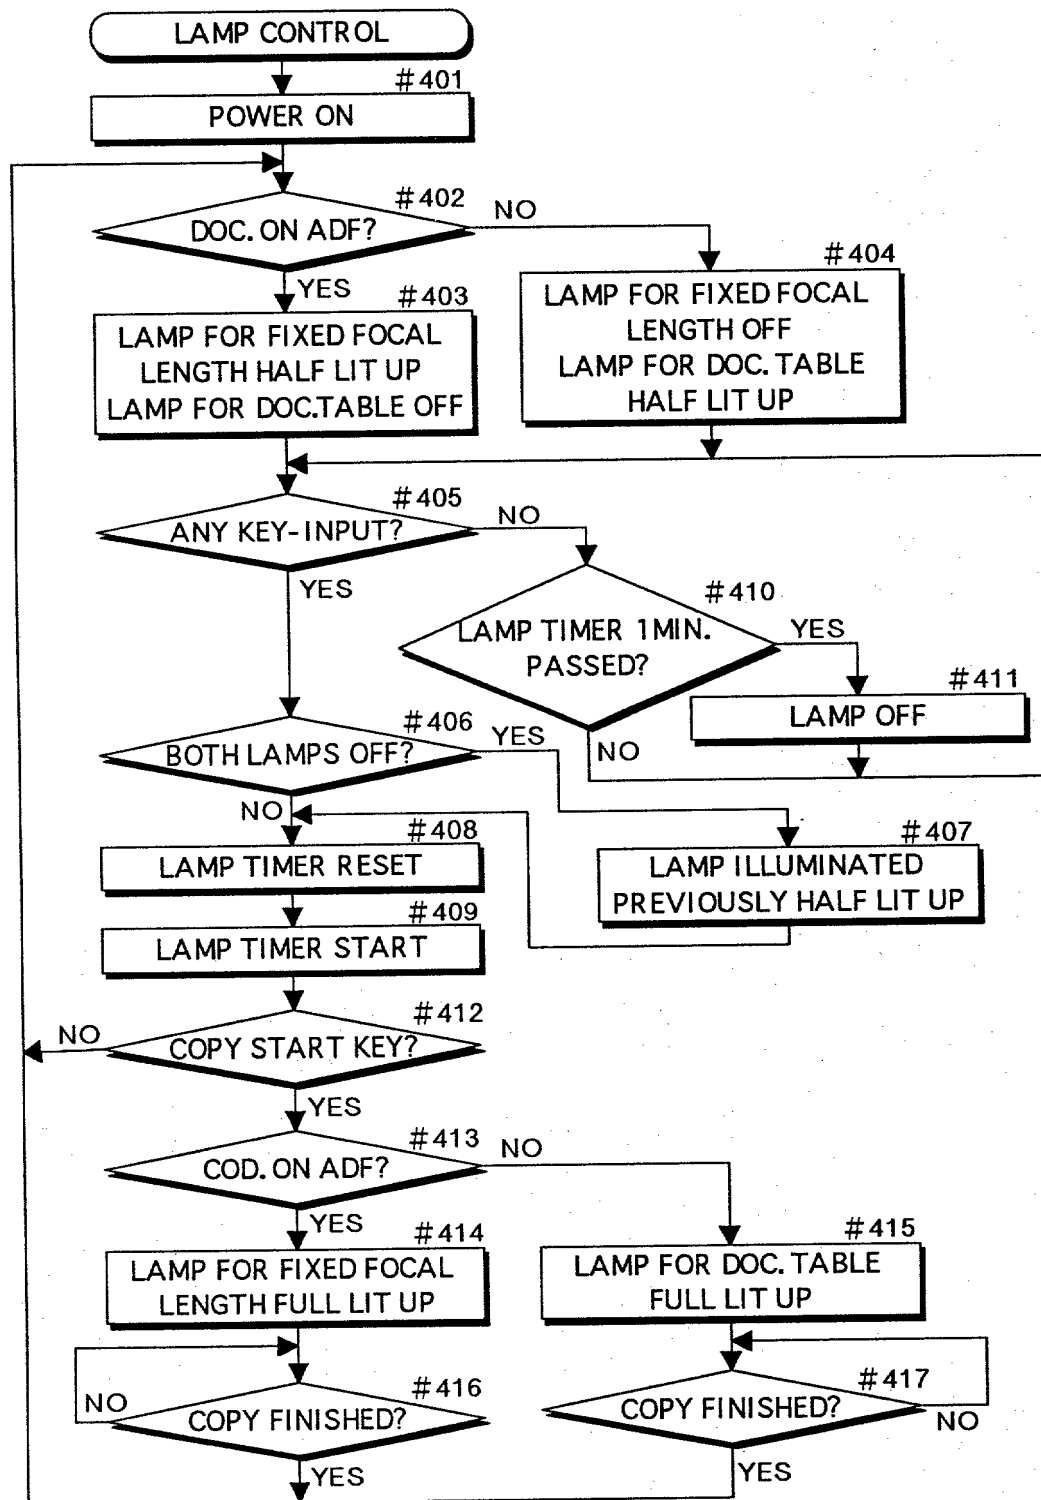 LAMP CONTROL
#401
POWER ON
#402
DOC. ON ADF?
NO
YES
#403
LAMP FOR FIXED FOCAL
LENGTH HALF LIT UP
LAMP FOR DOC.TABLE OFF
#404
LAMP FOR FIXED FOCAL
LENGTH OFF
LAMP FOR DOC. TABLE
HALF LIT UP
#405
ANY KEY-INPUT?
NO
YES
#410
LAMP TIMER 1MIN.
PASSED?
YES
NO
#411
LAMP OFF
#406
BOTH LAMPS OFF?
YES
NO
#407
LAMP ILLUMINATED
PREVIOUSLY HALF LIT UP
#408
LAMP TIMER RESET
#409
LAMP TIMER START
#412
COPY START KEY?
NO
YES
#413
COD. ON ADF?
NO
YES
#414
LAMP FOR FIXED FOCAL
LENGTH FULL LIT UP
#415
LAMP FOR DOC. TABLE
FULL LIT UP
#416
COPY FINISHED?
NO
YES
#417
COPY FINISHED?
NO
YES